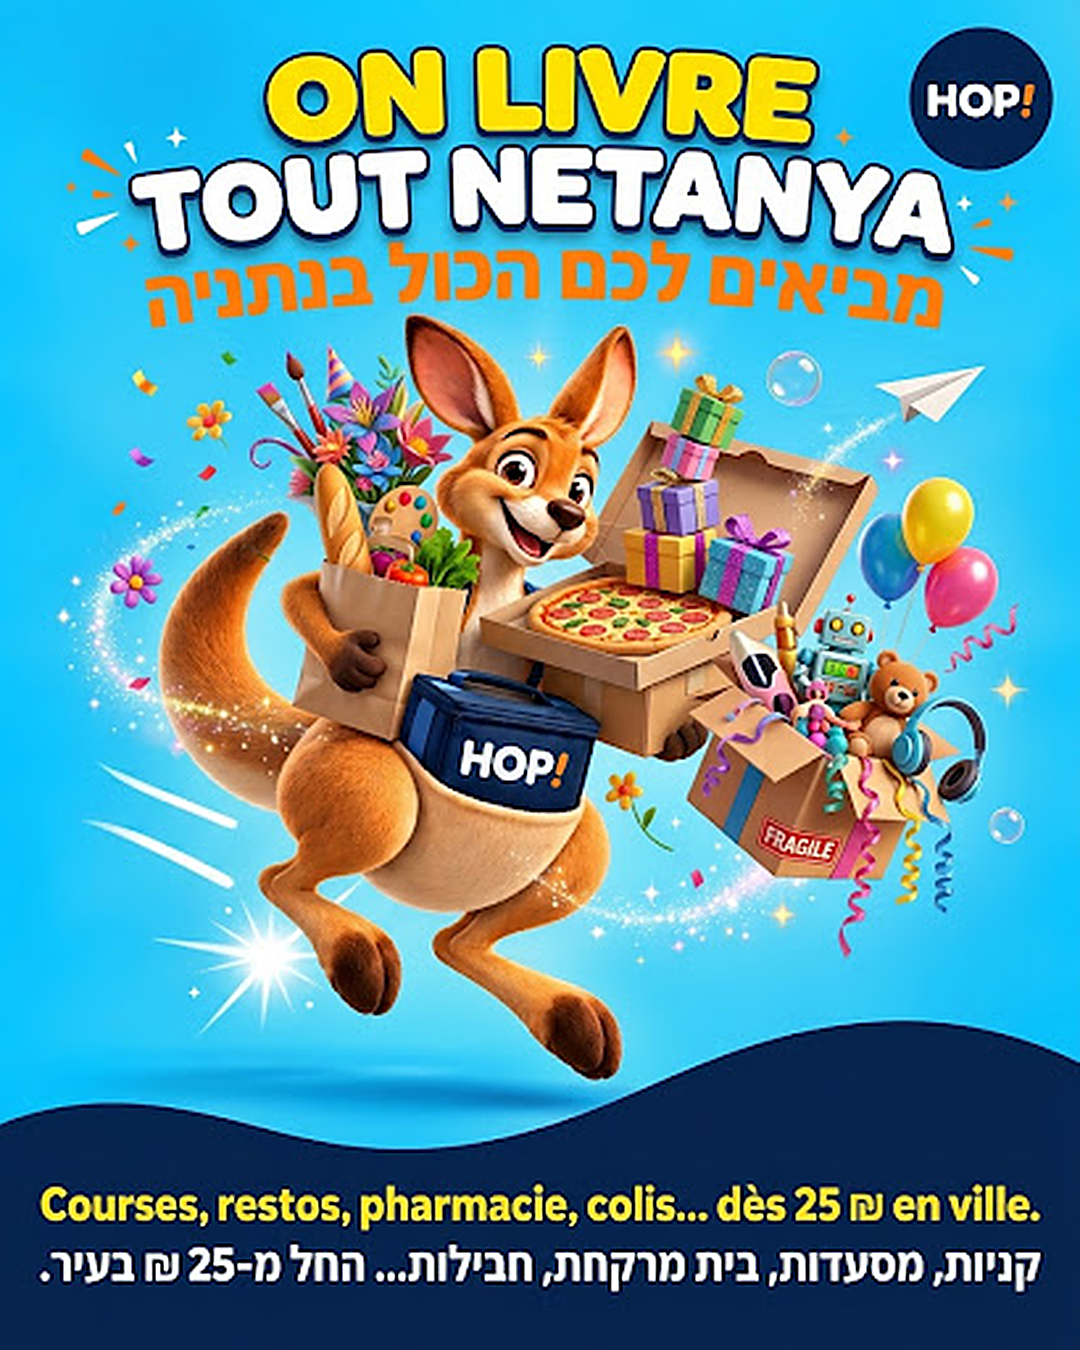 ON LIVRE
HOP!
TOUT NETANYA
מביאים לכם הכול בנתניה
HOP!
FRAGILE
Courses, restos, pharmacie, colis... dès 25 ₪ en ville.
קניות, מסעדות, בית מרקחת, חבילות... החל מ-25 ₪ בעיר.